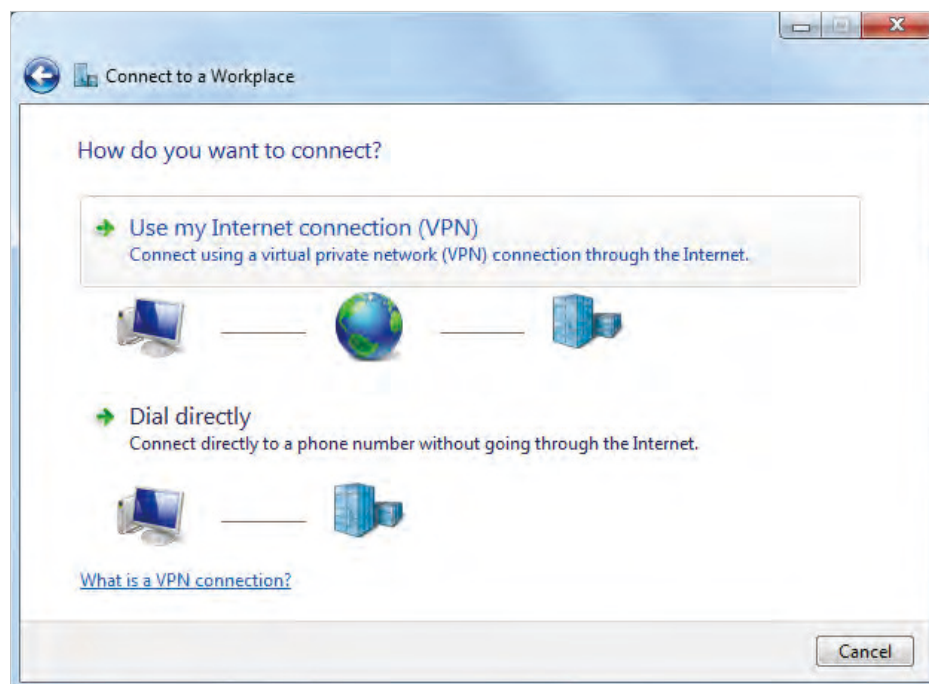 Connect to a Workplace
How do you want to connect?
Use my Internet connection (VPN)
Connect using a virtual private network (VPN) connection through the Internet.
Dial directly
Connect directly to a phone number without going through the Internet.
What is a VPN connection?
Cancel